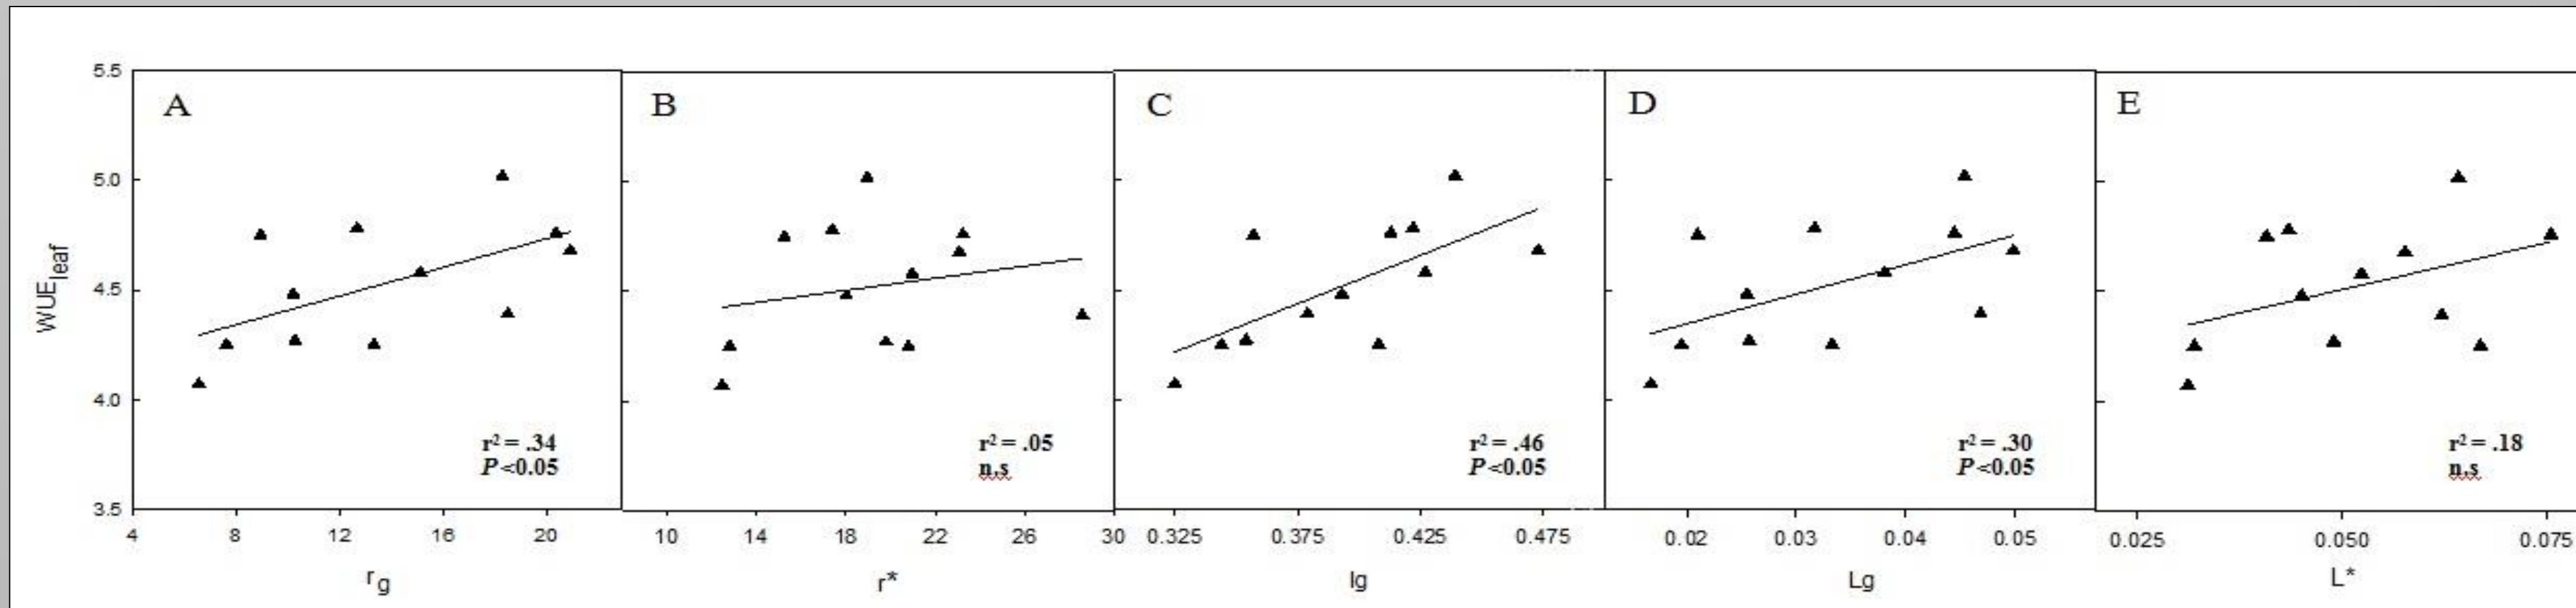 A
B
C
D
E
5.5
5.0
4.5
4.0
3.5
WUEleaf
r² = .34
P<0.05
r² = .05
n,s
r² = .46
P<0.05
r² = .30
P<0.05
r² = .18
n,s
4 8 12 16 20
10 14 18 22 26 30
0.325 0.375 0.425 0.475
0.02 0.03 0.04 0.05
0.025 0.050 0.075
rg
r*
Ig
Lg
L*